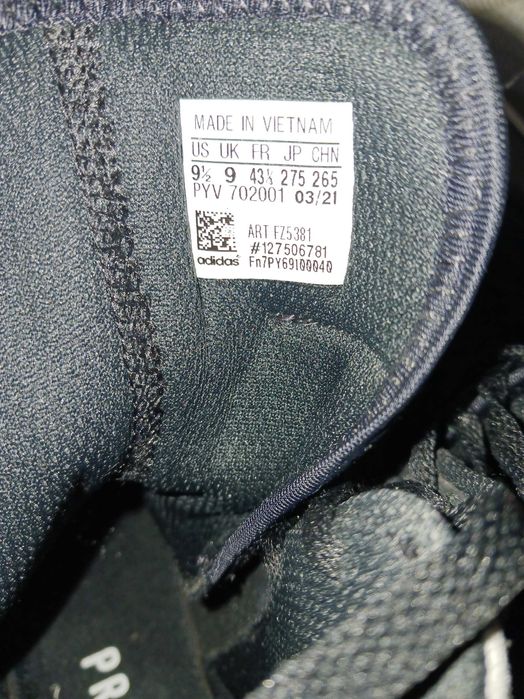 MADE IN VIETNAM
US UK FR JP CHN
9½ 9 43⅓ 275 265
PYV 702001 03/21
ART FZ5381
#127506781
adidas Fn7PY69100040
PR